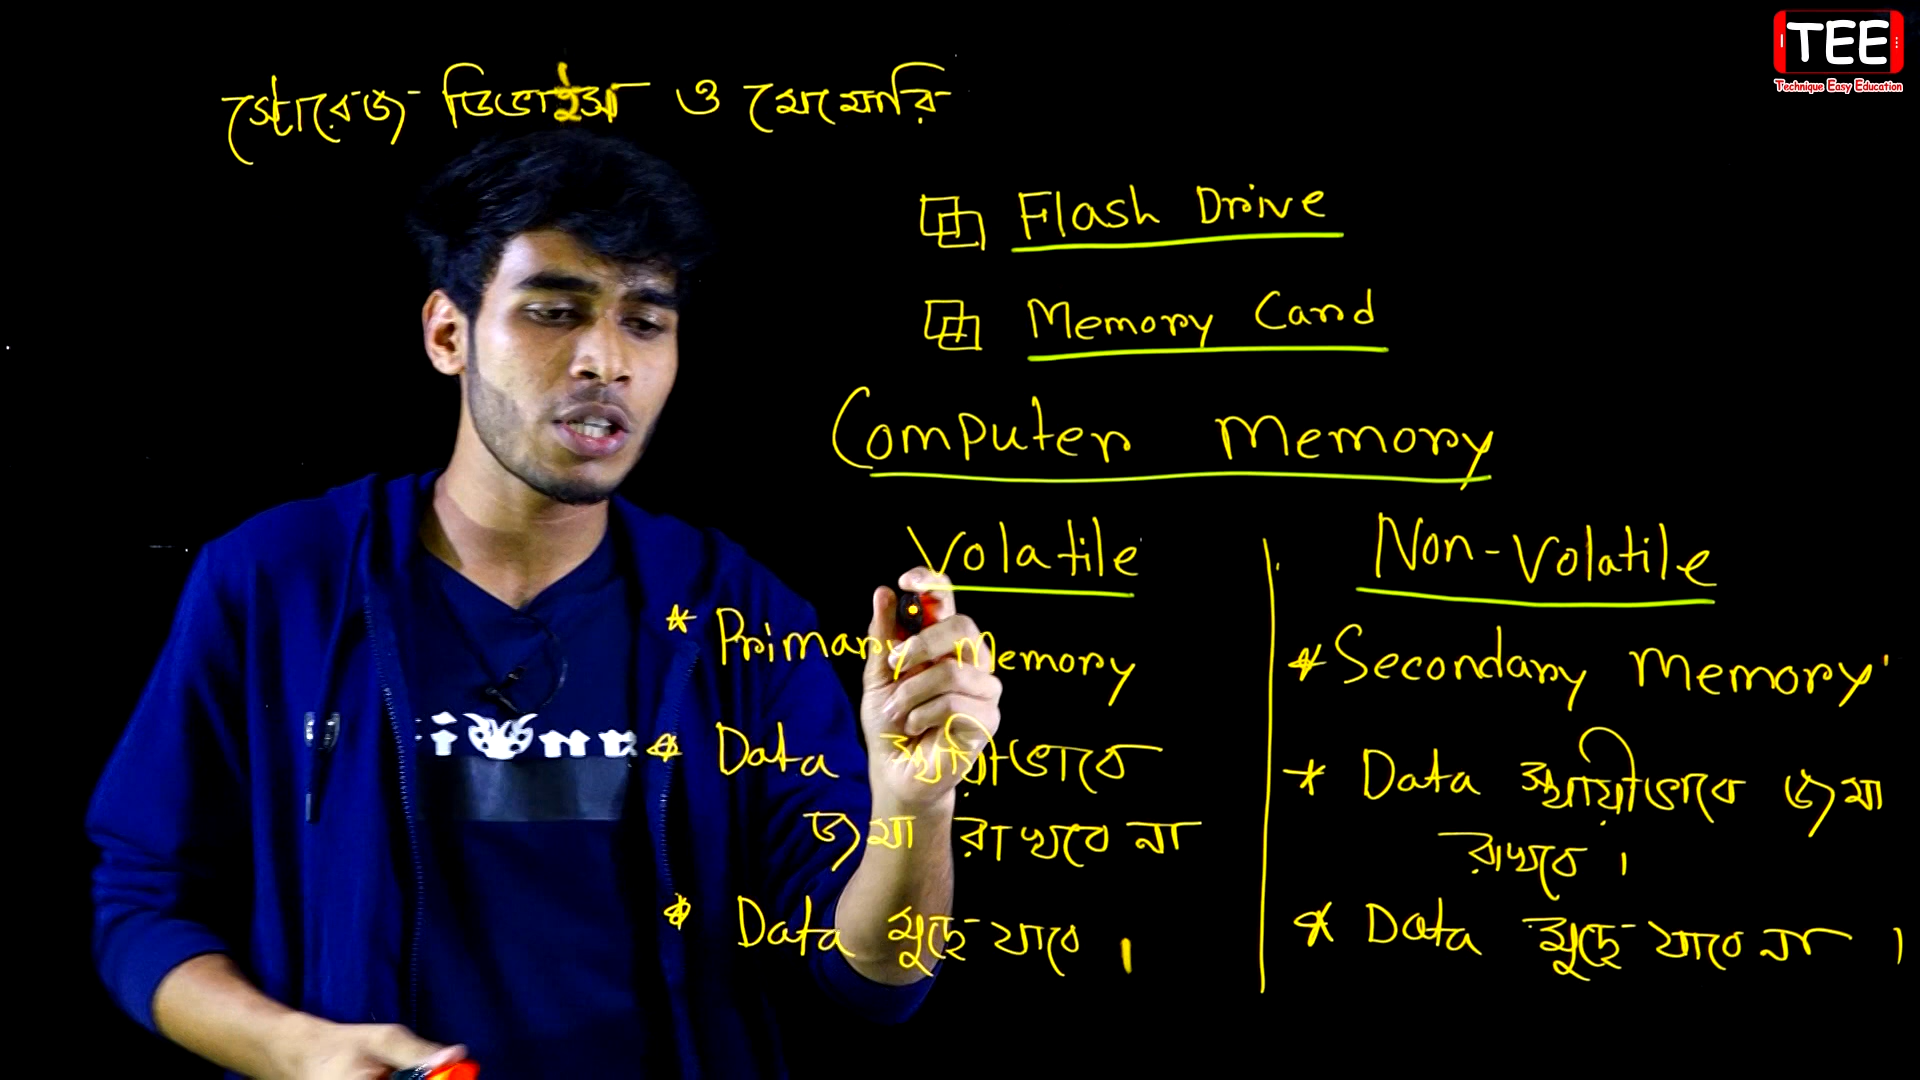 স্টোরেজ ডিভাইস ও মেমোরি
TEE
Technique Easy Education
Flash Drive
Memory Card
Computer Memory
Volatile
* Primary Memory
* Data স্থায়ীভাবে
জমা রাখবে না
* Data মুছে যাবে ।
Non-Volatile
* Secondary Memory
* Data স্থায়ীভাবে জমা
রাখবে ।
* Data মুছে যাবে না ।